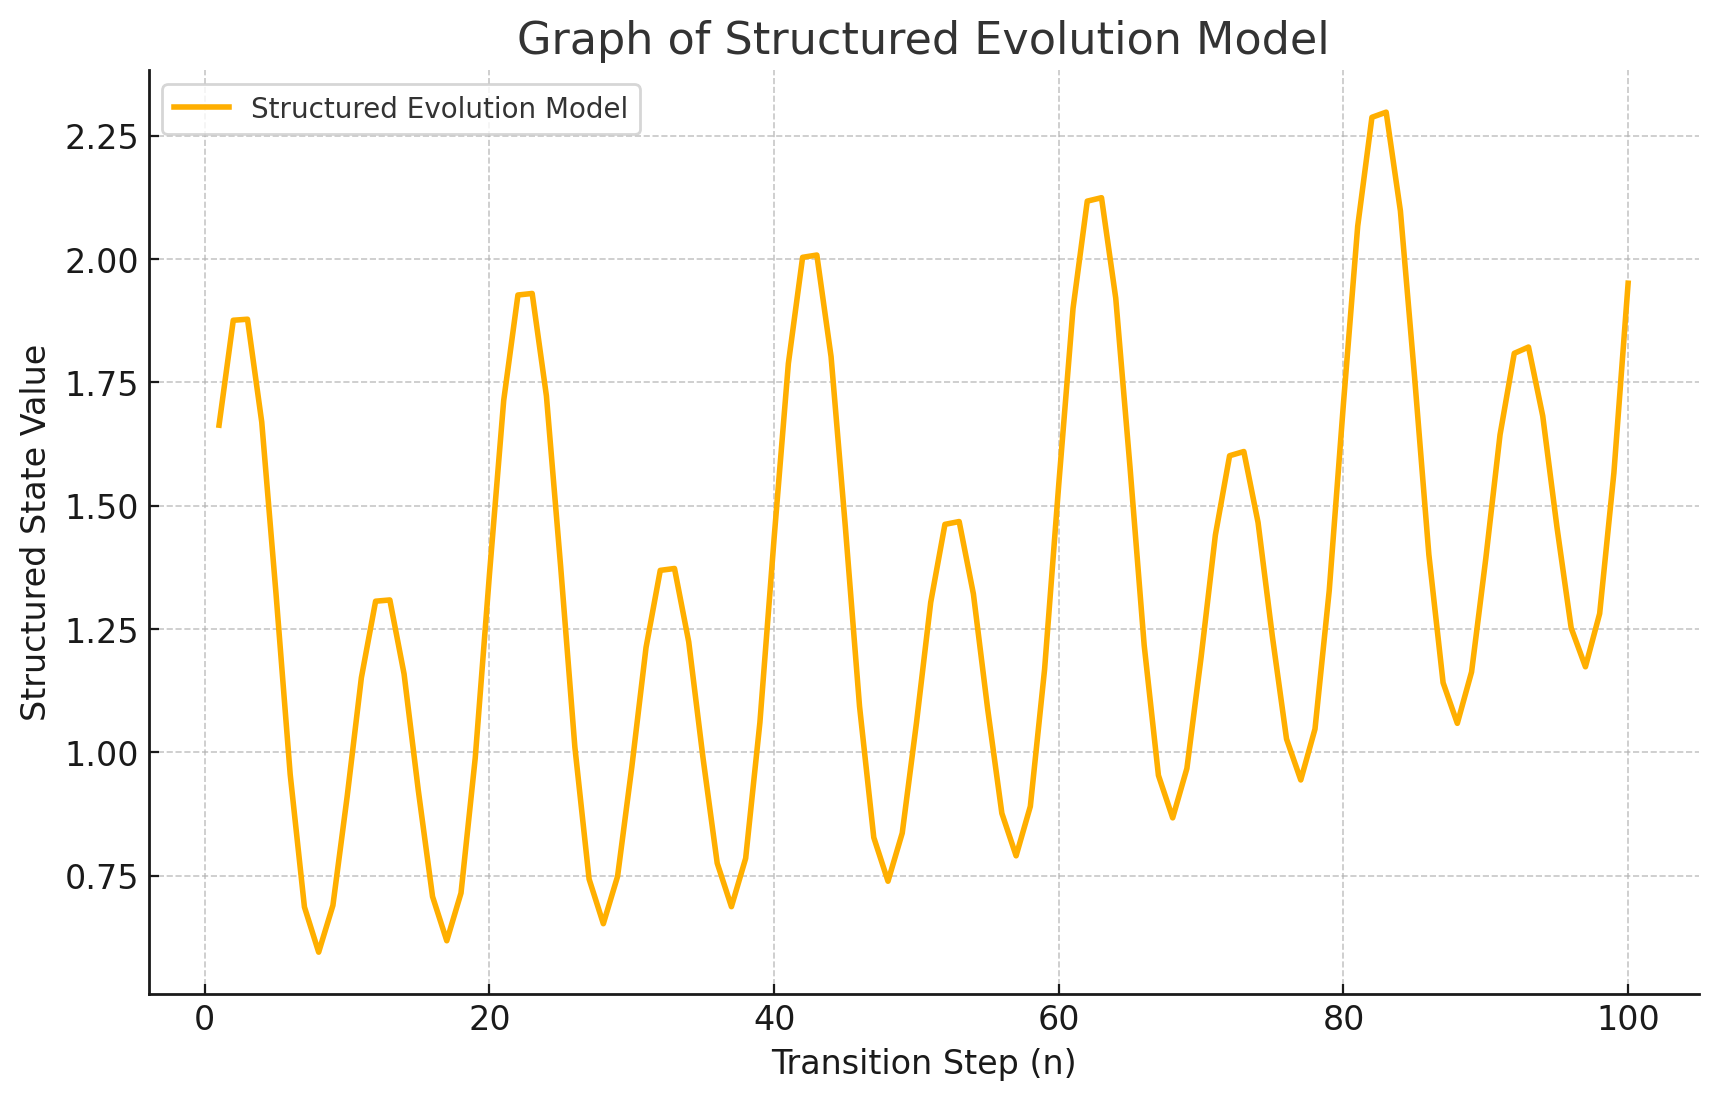 Graph of Structured Evolution Model
Structured Evolution Model
2.25
2.00
1.75
1.50
1.25
1.00
0.75
Structured State Value
0 20 40 60 80 100
Transition Step (n)